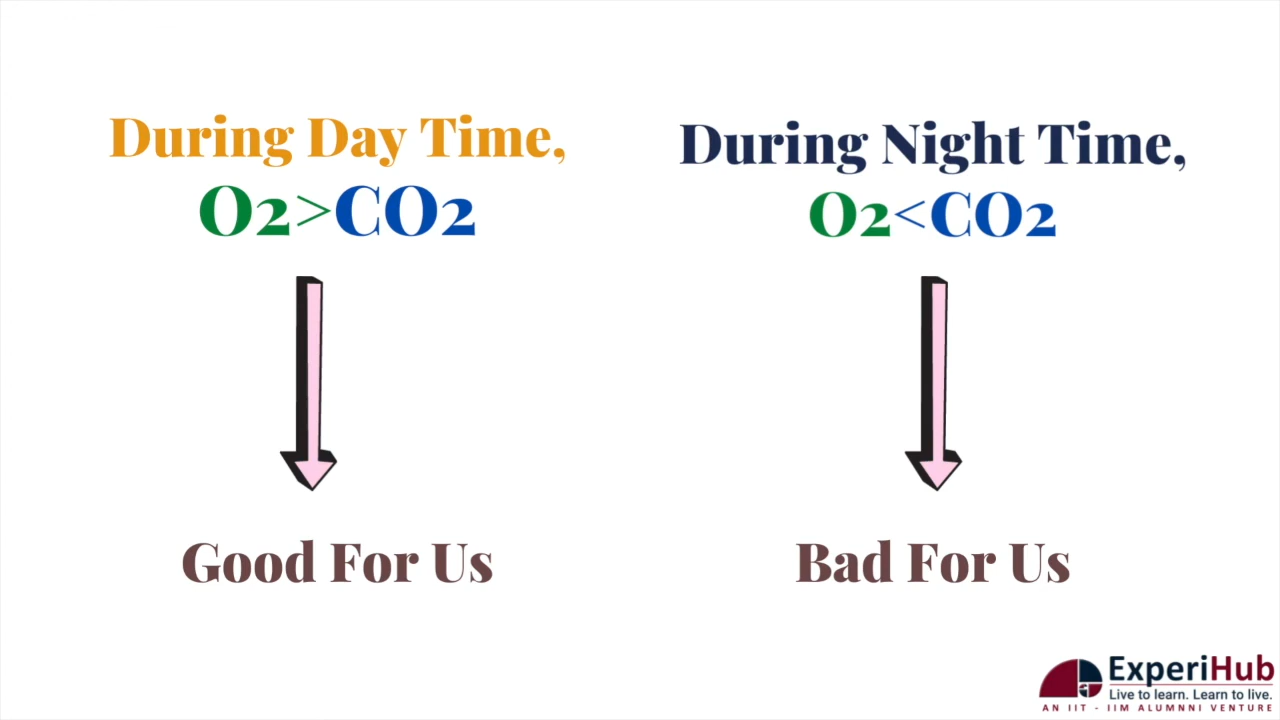 During Day Time,
O2>CO2
Good For Us
During Night Time,
O2<CO2
Bad For Us
ExperiHub
Live to learn. Learn to live.
AN IIT - IIM ALUMNNI VENTURE